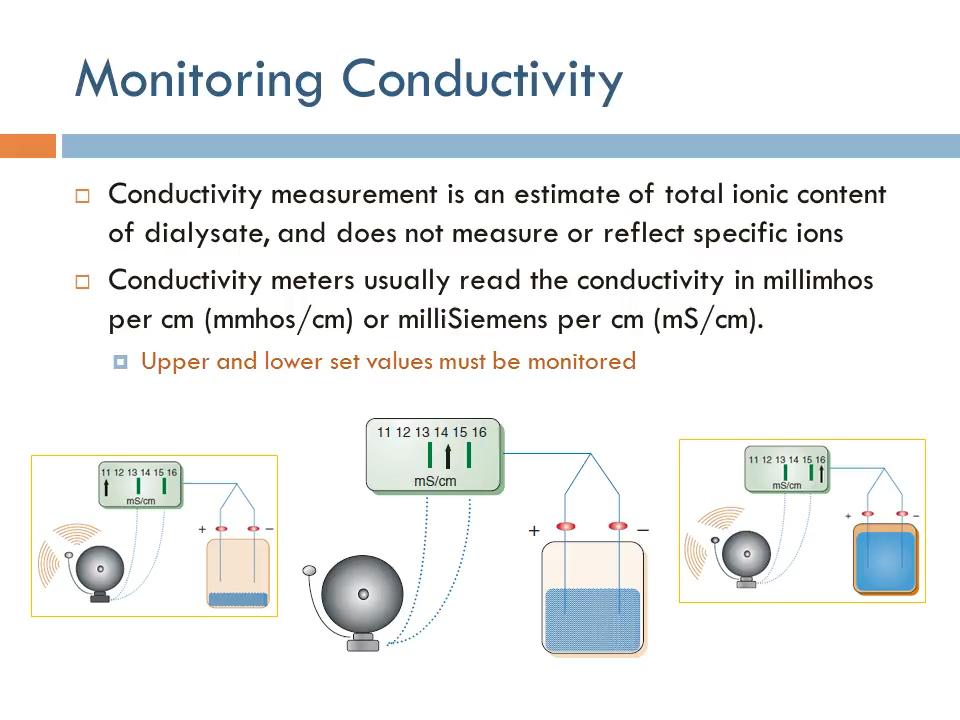 Monitoring Conductivity
Conductivity measurement is an estimate of total ionic content
of dialysate, and does not measure or reflect specific ions
Conductivity meters usually read the conductivity in millimhos
per cm (mmhos/cm) or milliSiemens per cm (mS/cm).
Upper and lower set values must be monitored
11 12 13 14 15 16
mS/cm
+ −
11 12 13 14 15 16
mS/cm
+ −
11 12 13 14 15 16
mS/cm
+ −